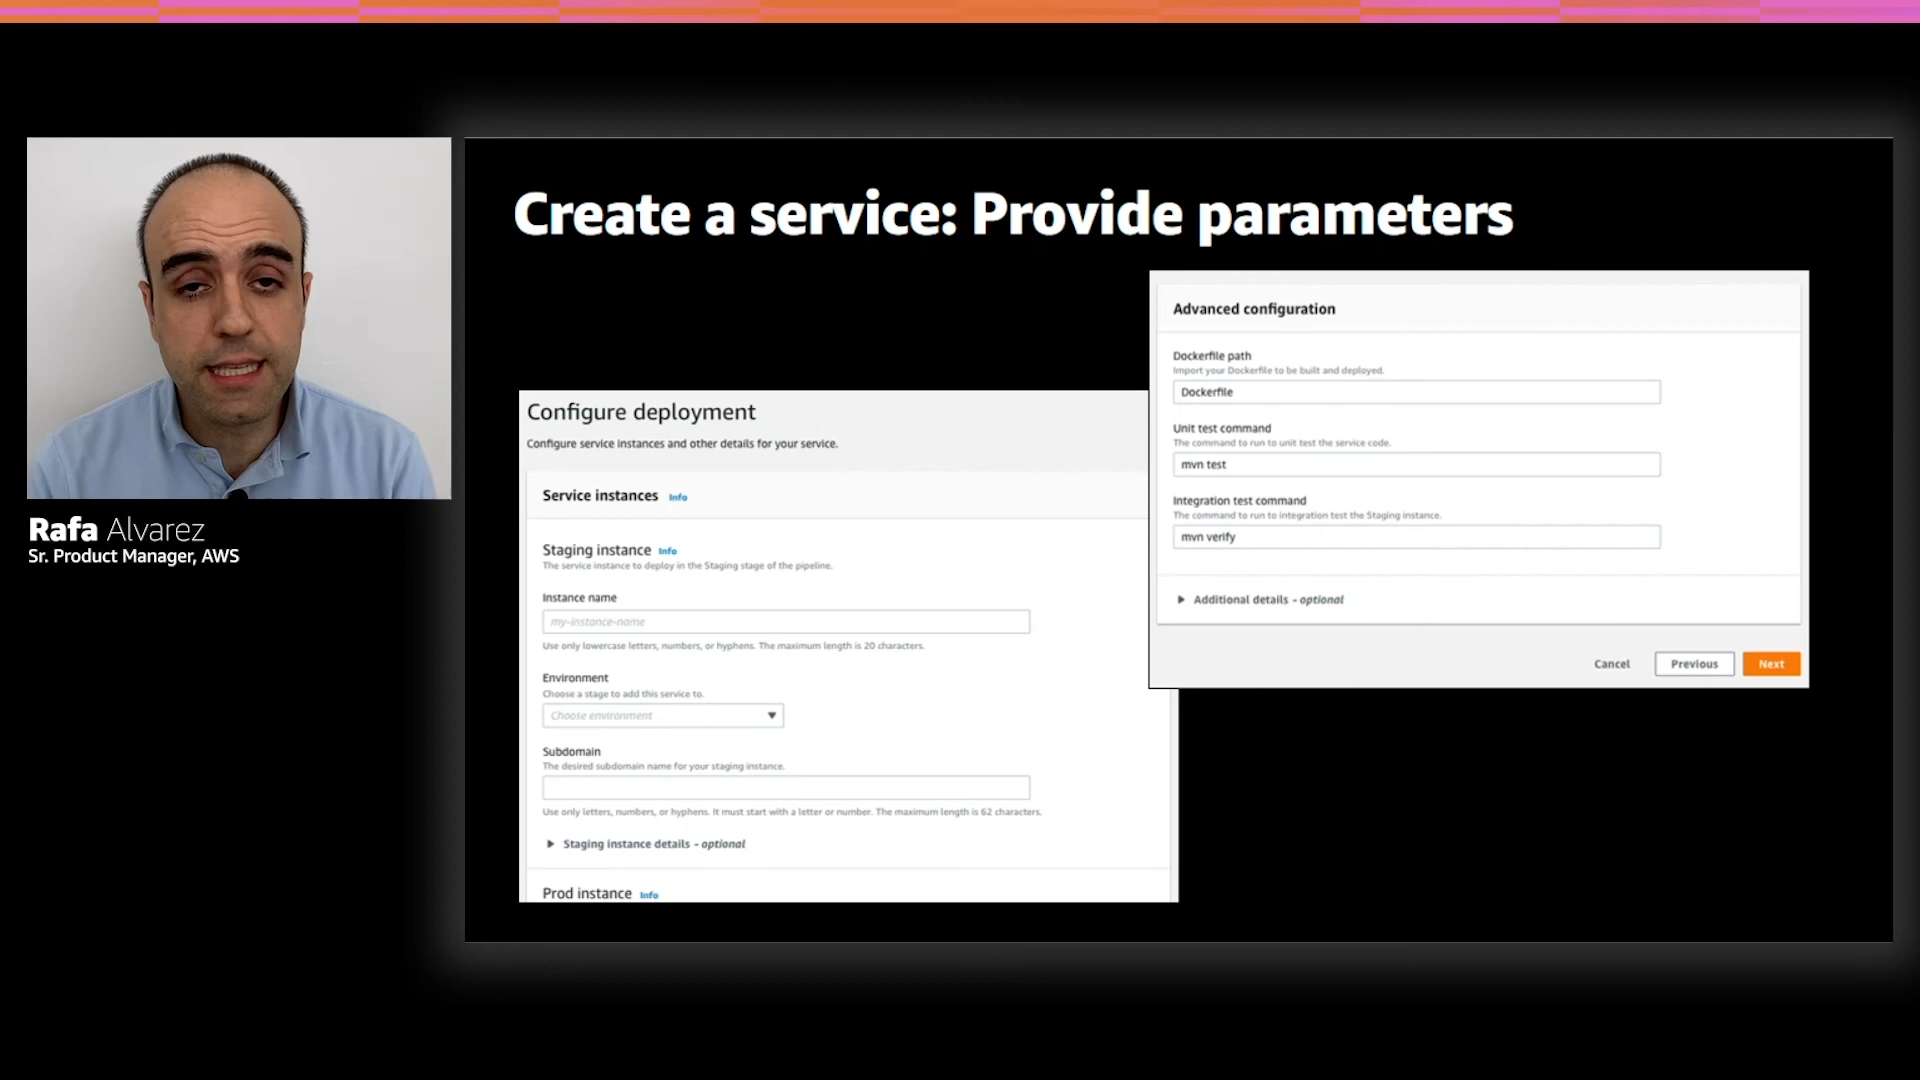 Rafa Alvarez
Sr. Product Manager, AWS
Create a service: Provide parameters
Configure deployment
Configure service instances and other details for your service.
Service instances Info
Staging instance Info
The service instance to deploy in the Staging stage of the pipeline.
Instance name
my-instance-name
Use only lowercase letters, numbers, or hyphens. The maximum length is 20 characters.
Environment
Choose a stage to add this service to.
Choose environment
Subdomain
The desired subdomain name for your staging instance.
Use only letters, numbers, or hyphens. It must start with a letter or number. The maximum length is 62 characters.
Staging instance details - optional
Prod instance Info
Advanced configuration
Dockerfile path
Import your Dockerfile to be built and deployed.
Dockerfile
Unit test command
The command to run to unit test the service code.
mvn test
Integration test command
The command to run to integration test the Staging instance.
mvn verify
Additional details - optional
Cancel Previous Next